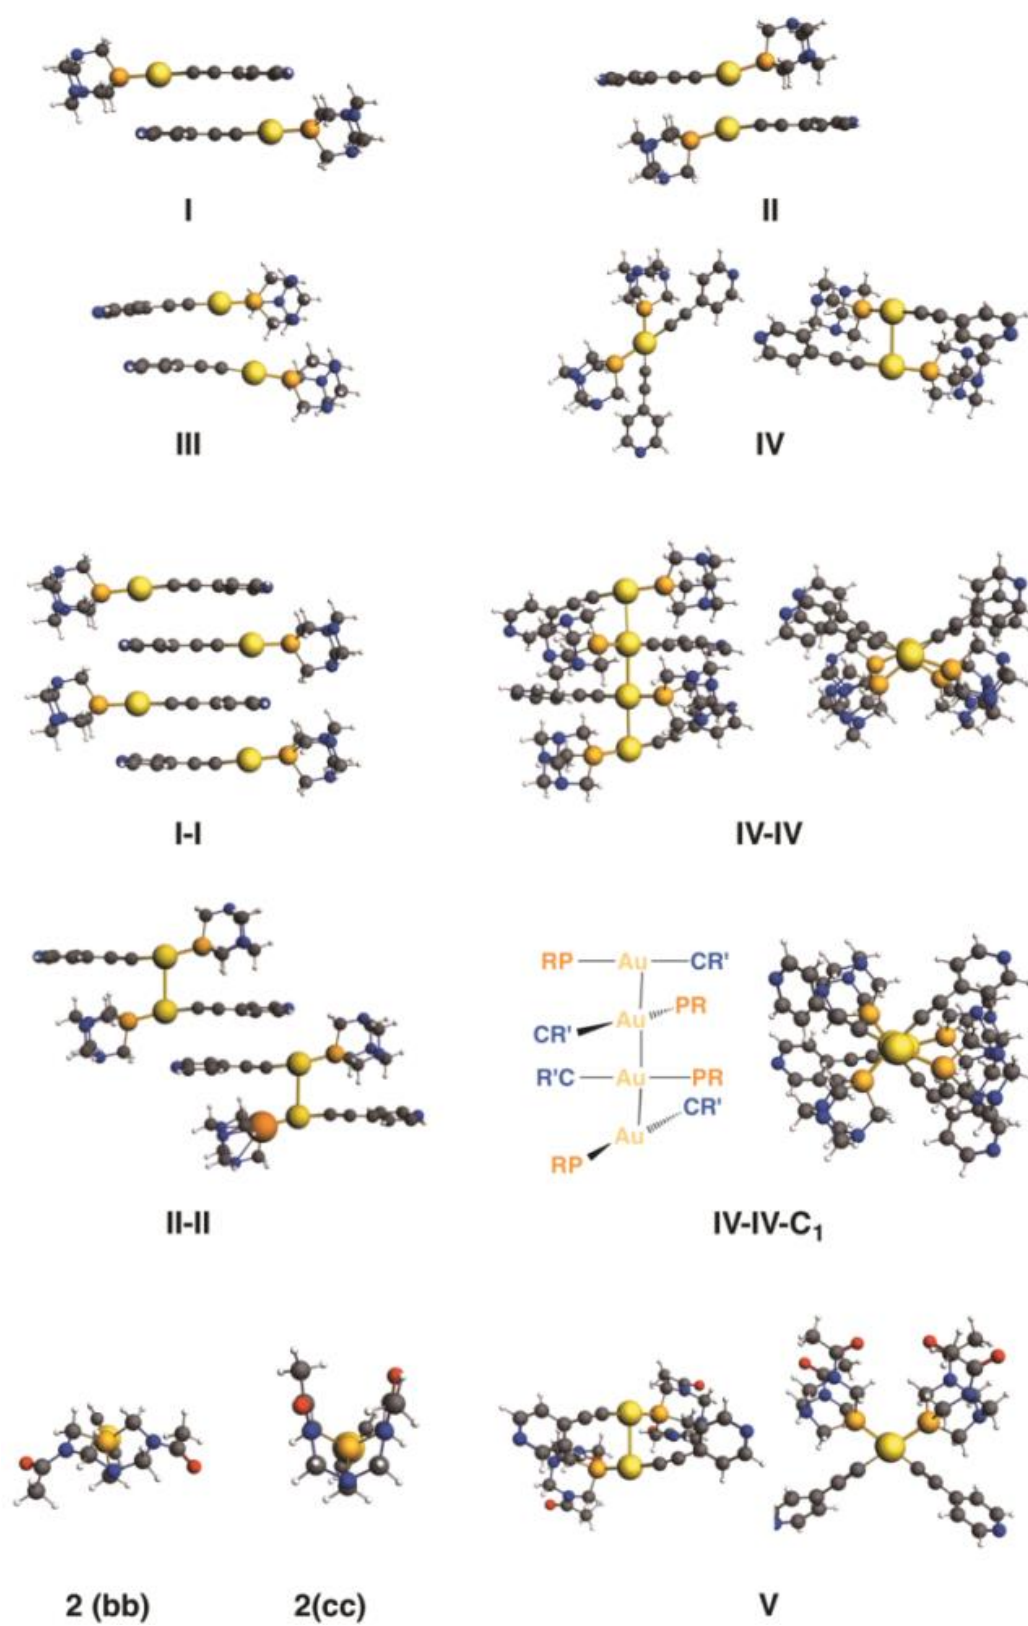 I
II
III
IV
I-I
IV-IV
RP Au CR'
Au PR
CR'
R'C Au PR
CR'
Au
RP
II-II
IV-IV-C₁
2 (bb)
2(cc)
V